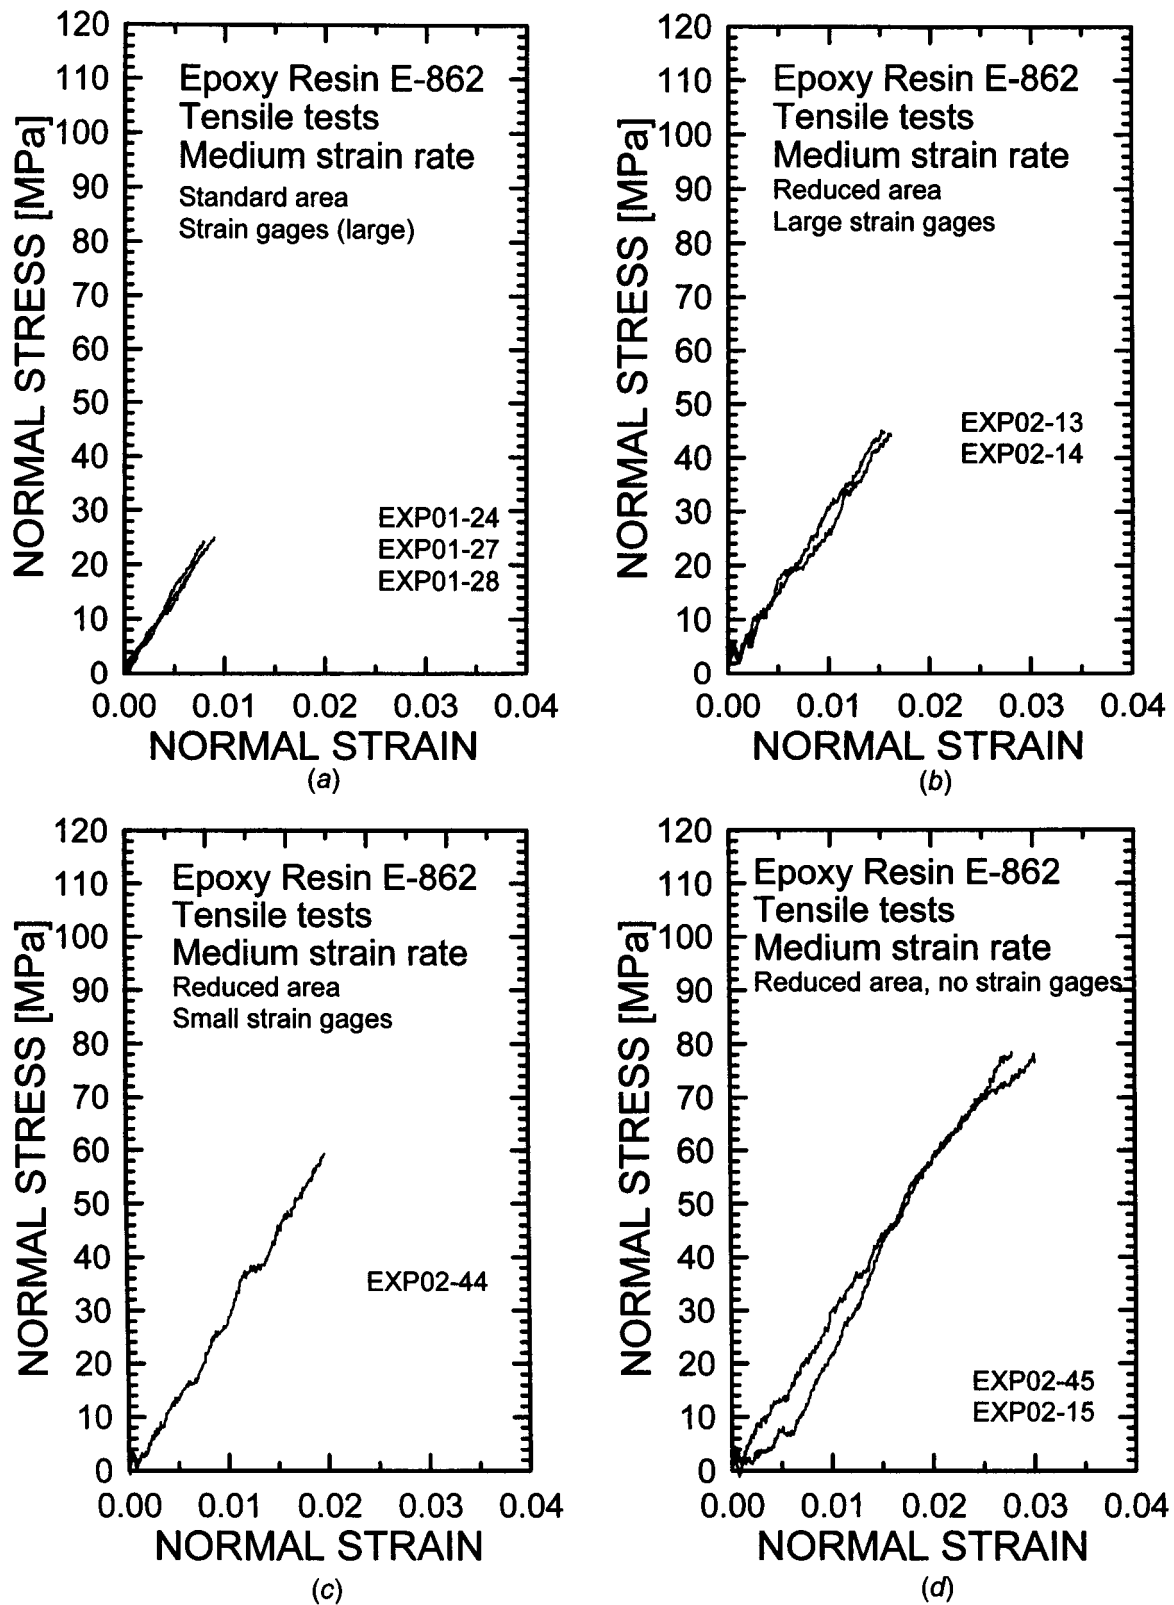 120
110
100
90
80
70
60
50
40
30
20
10
0
NORMAL STRESS [MPa]
Epoxy Resin E-862
Tensile tests
Medium strain rate
Standard area
Strain gages (large)
EXP01-24
EXP01-27
EXP01-28
0.00 0.01 0.02 0.03 0.04
NORMAL STRAIN
(a)
120
110
100
90
80
70
60
50
40
30
20
10
0
NORMAL STRESS [MPa]
Epoxy Resin E-862
Tensile tests
Medium strain rate
Reduced area
Large strain gages
EXP02-13
EXP02-14
0.00 0.01 0.02 0.03 0.04
NORMAL STRAIN
(b)
120
110
100
90
80
70
60
50
40
30
20
10
0
NORMAL STRESS [MPa]
Epoxy Resin E-862
Tensile tests
Medium strain rate
Reduced area
Small strain gages
EXP02-44
0.00 0.01 0.02 0.03 0.04
NORMAL STRAIN
(c)
120
110
100
90
80
70
60
50
40
30
20
10
0
NORMAL STRESS [MPa]
Epoxy Resin E-862
Tensile tests
Medium strain rate
Reduced area, no strain gages
EXP02-45
EXP02-15
0.00 0.01 0.02 0.03 0.04
NORMAL STRAIN
(d)